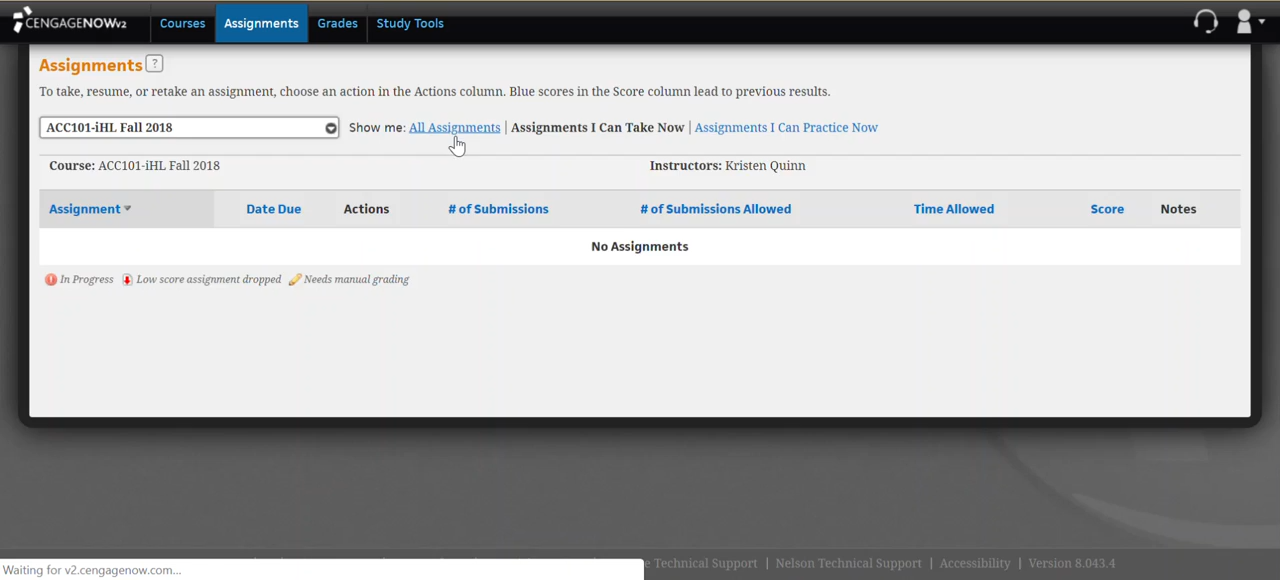 CENGAGENOWv2 Courses Assignments Grades Study Tools
Assignments ?
To take, resume, or retake an assignment, choose an action in the Actions column. Blue scores in the Score column lead to previous results.
ACC101-iHL Fall 2018 Show me: All Assignments | Assignments I Can Take Now | Assignments I Can Practice Now
Course: ACC101-iHL Fall 2018 Instructors: Kristen Quinn
Assignment Date Due Actions # of Submissions # of Submissions Allowed Time Allowed Score Notes
No Assignments
In Progress Low score assignment dropped Needs manual grading
Technical Support | Nelson Technical Support | Accessibility | Version 8.043.4
Waiting for v2.cengagenow.com...